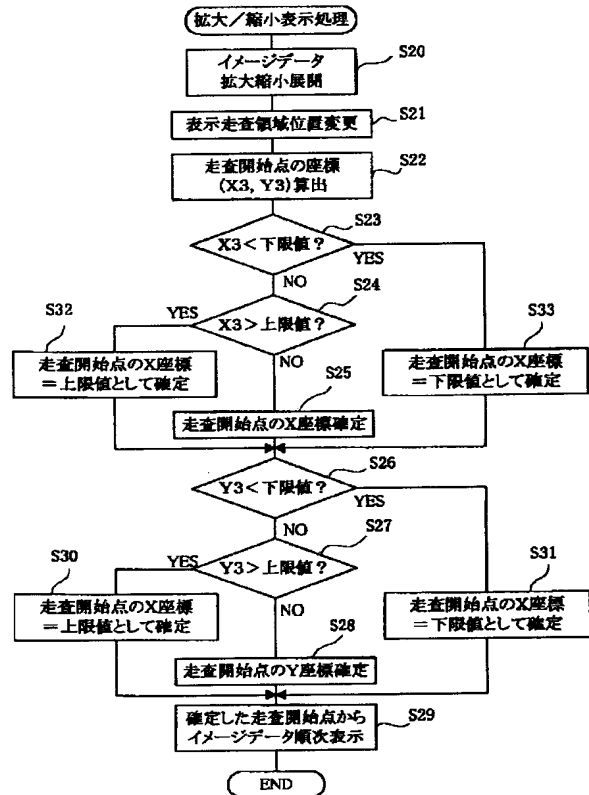 拡大/縮小表示処理
S20
イメージデータ
拡大縮小展開
S21
表示走査領域位置変更
S22
走査開始点の座標
(X3, Y3)算出
S23
X3<下限値?
YES
NO
S24
S32
YES
X3>上限値?
S33
走査開始点のX座標
=上限値として確定
NO
走査開始点のX座標
=下限値として確定
S25
走査開始点のX座標確定
S26
Y3<下限値?
YES
NO
S27
S30
YES
Y3>上限値?
S31
走査開始点のX座標
=上限値として確定
NO
走査開始点のX座標
=下限値として確定
S28
走査開始点のY座標確定
確定した走査開始点から
イメージデータ順次表示
S29
END